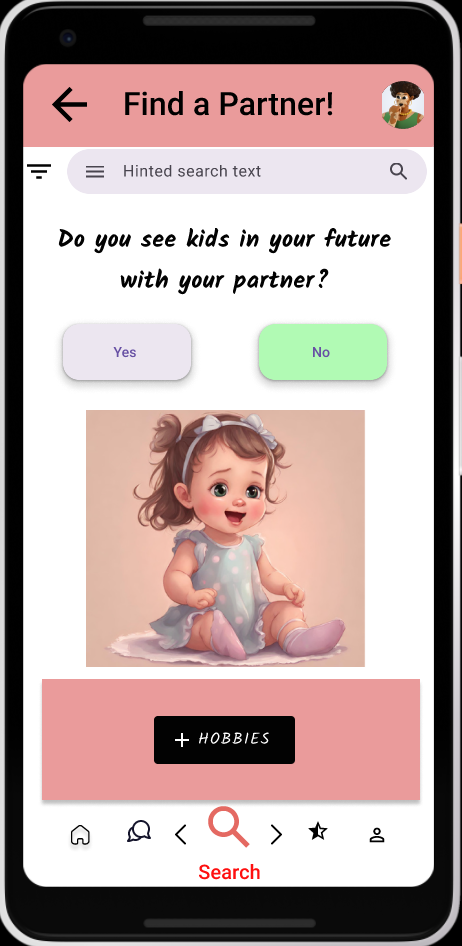 Find a Partner!
Hinted search text
Do you see kids in your future
with your partner?
Yes
No
+ HOBBIES
Search